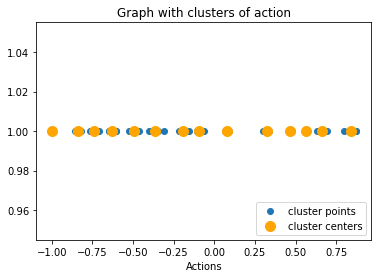 Graph with clusters of action
1.04
1.02
1.00
0.98
0.96
−1.00 −0.75 −0.50 −0.25 0.00 0.25 0.50 0.75
Actions
cluster points
cluster centers